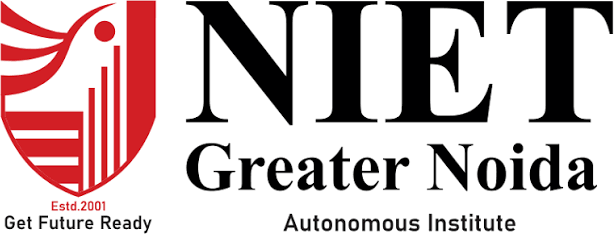 NIET
Greater Noida
Estd.2001
Get Future Ready
Autonomous Institute